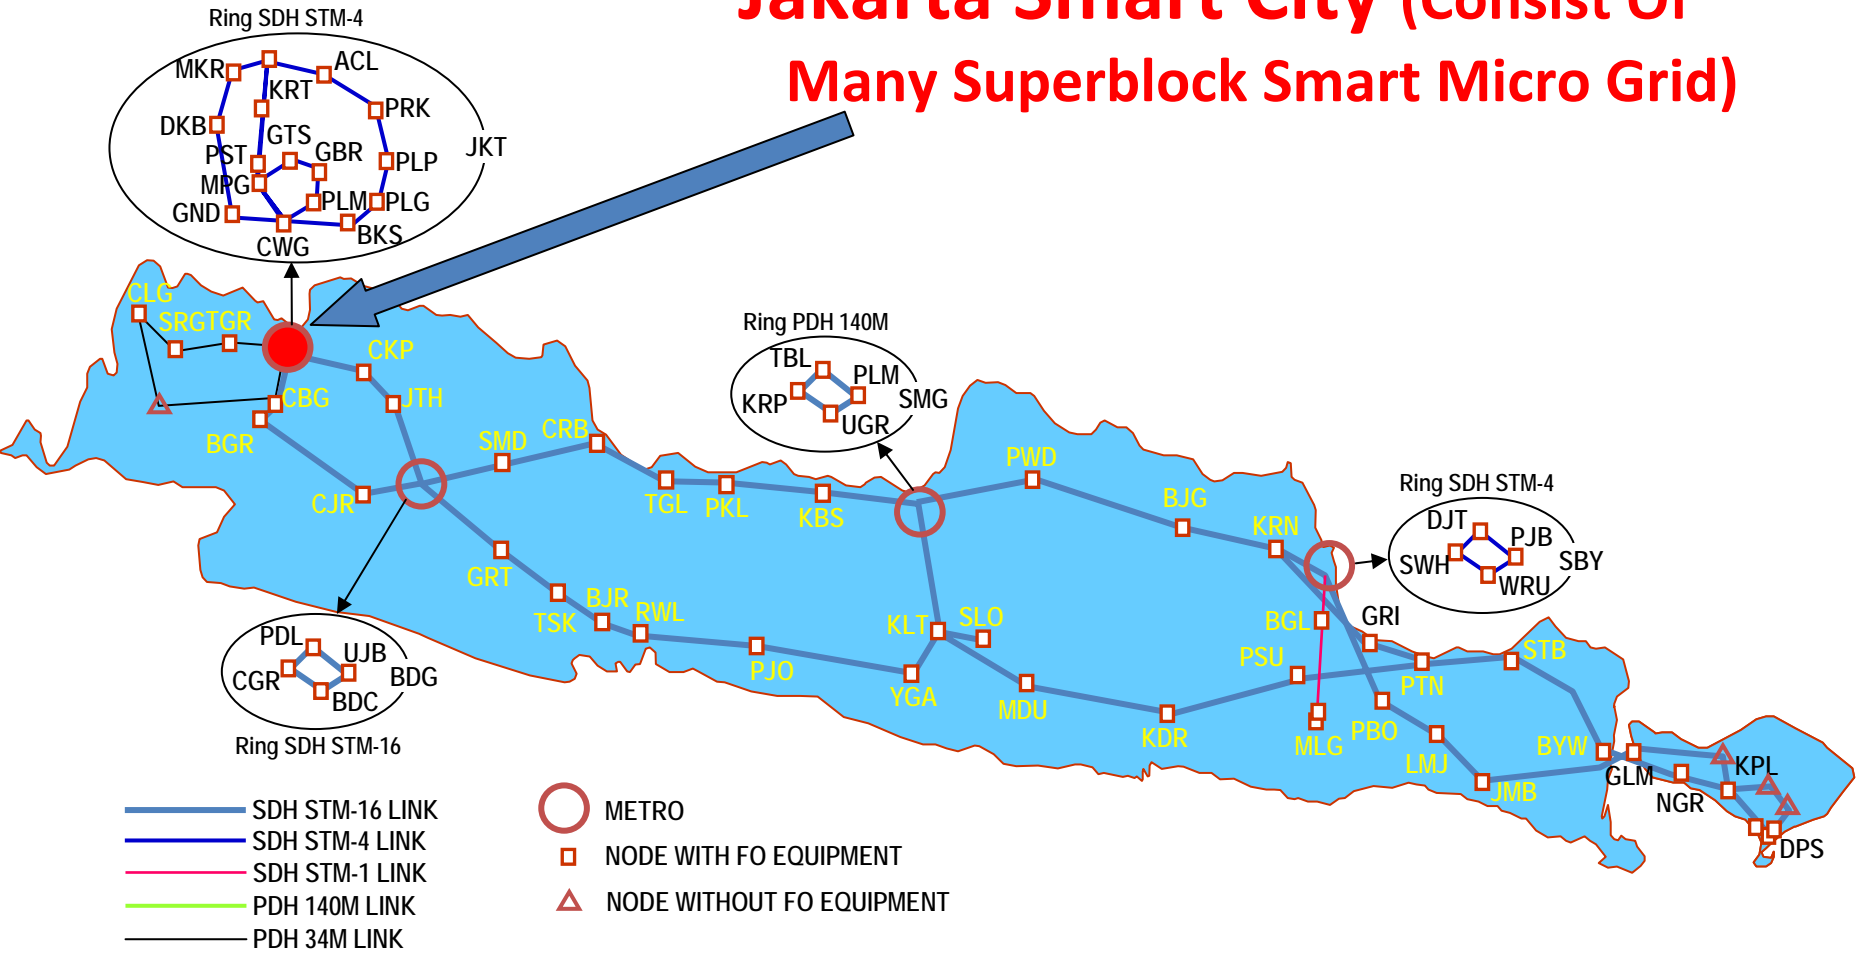 Jakarta Smart City (Consist Of
Many Superblock Smart Micro Grid)
Ring SDH STM-4
MKR
ACL
KRT
PRK
DKB
GTS
GBR
JKT
PST
PLP
MPG
PLM
PLG
GND
BKS
CWG
CLG
SRG
TGR
CKP
CBG
JTH
BGR
SMD
CRB
CJR
TGL
PKL
KBS
Ring PDH 140M
TBL
PLM
SMG
KRP
UGR
PWD
BJG
KRN
Ring SDH STM-4
DJT
PJB
SBY
SWH
WRU
GRT
TSK
BJR
RWL
PJO
KLT
SLO
YGA
MDU
KDR
BGL
GRI
PSU
PTN
STB
MLG
PBO
LMJ
JMB
BYW
GLM
KPL
NGR
DPS
PDL
UJB
BDG
CGR
BDC
Ring SDH STM-16
SDH STM-16 LINK
SDH STM-4 LINK
SDH STM-1 LINK
PDH 140M LINK
PDH 34M LINK
METRO
NODE WITH FO EQUIPMENT
NODE WITHOUT FO EQUIPMENT